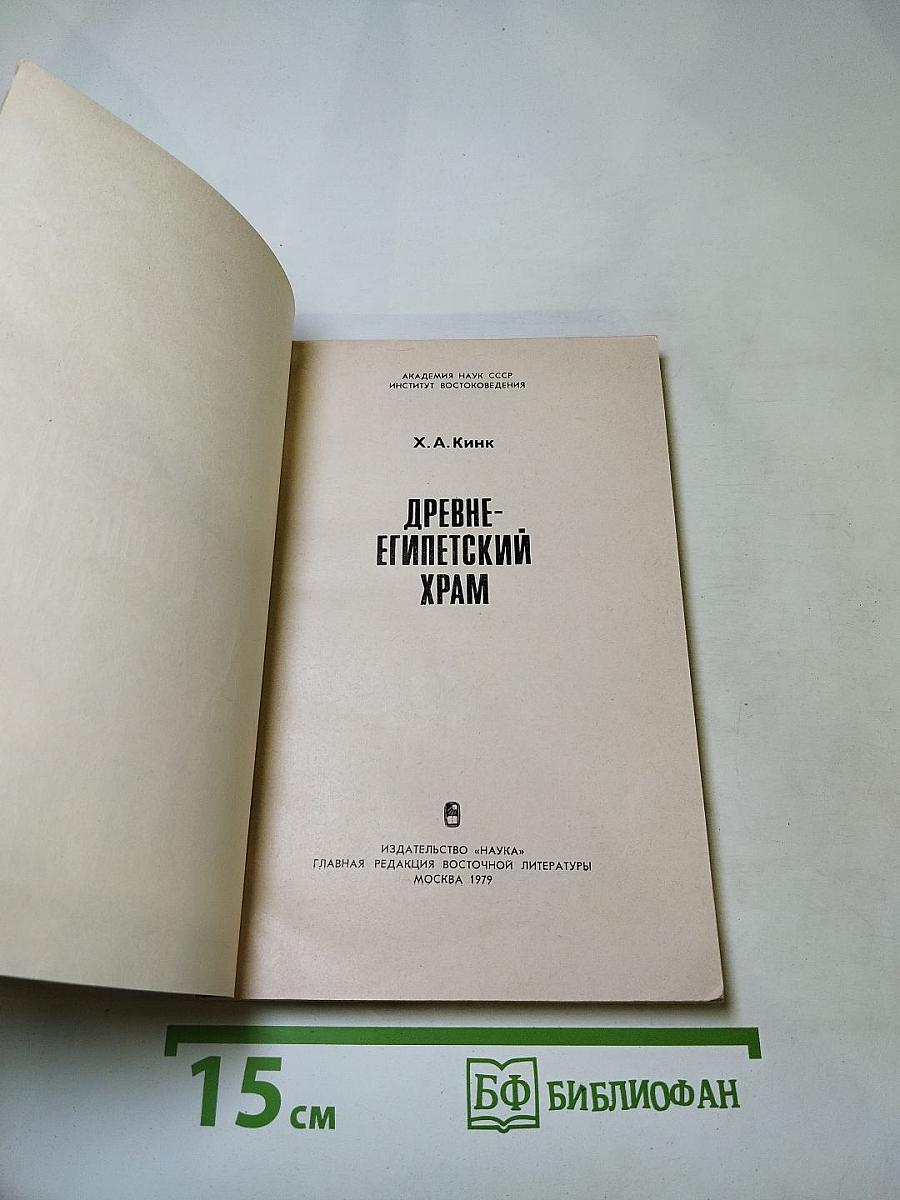 АКАДЕМИЯ НАУК СССР
ИНСТИТУТ ВОСТОКОВЕДЕНИЯ
Х. А. Кинк
ДРЕВНЕ-
ЕГИПЕТСКИЙ
ХРАМ
ИЗДАТЕЛЬСТВО «НАУКА»
ГЛАВНАЯ РЕДАКЦИЯ ВОСТОЧНОЙ ЛИТЕРАТУРЫ
МОСКВА 1979
15 см
БФ БИБЛИОФАН